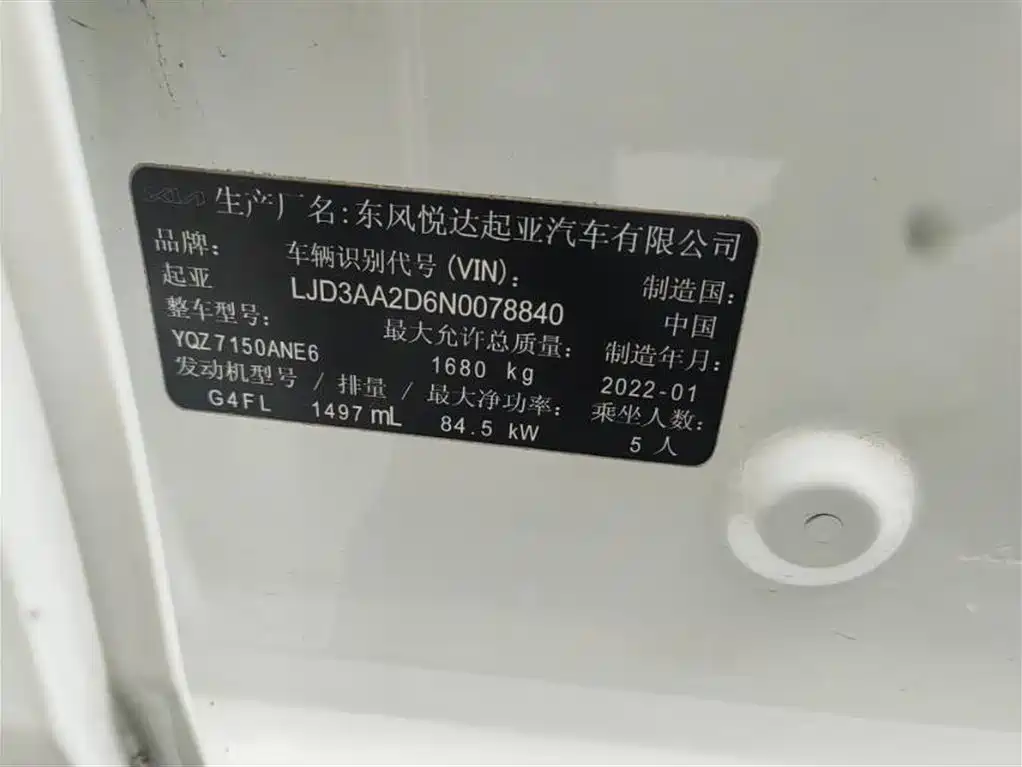 KIA 生产厂名:东风悦达起亚汽车有限公司
品牌: 车辆识别代号(VIN): 制造国:
起亚 LJD3AA2D6N0078840 中国
整车型号: 最大允许总质量: 制造年月:
YQZ7150ANE6 1680 kg 2022-01
发动机型号 / 排量 / 最大净功率: 乘坐人数:
G4FL 1497mL 84.5 kW 5 人